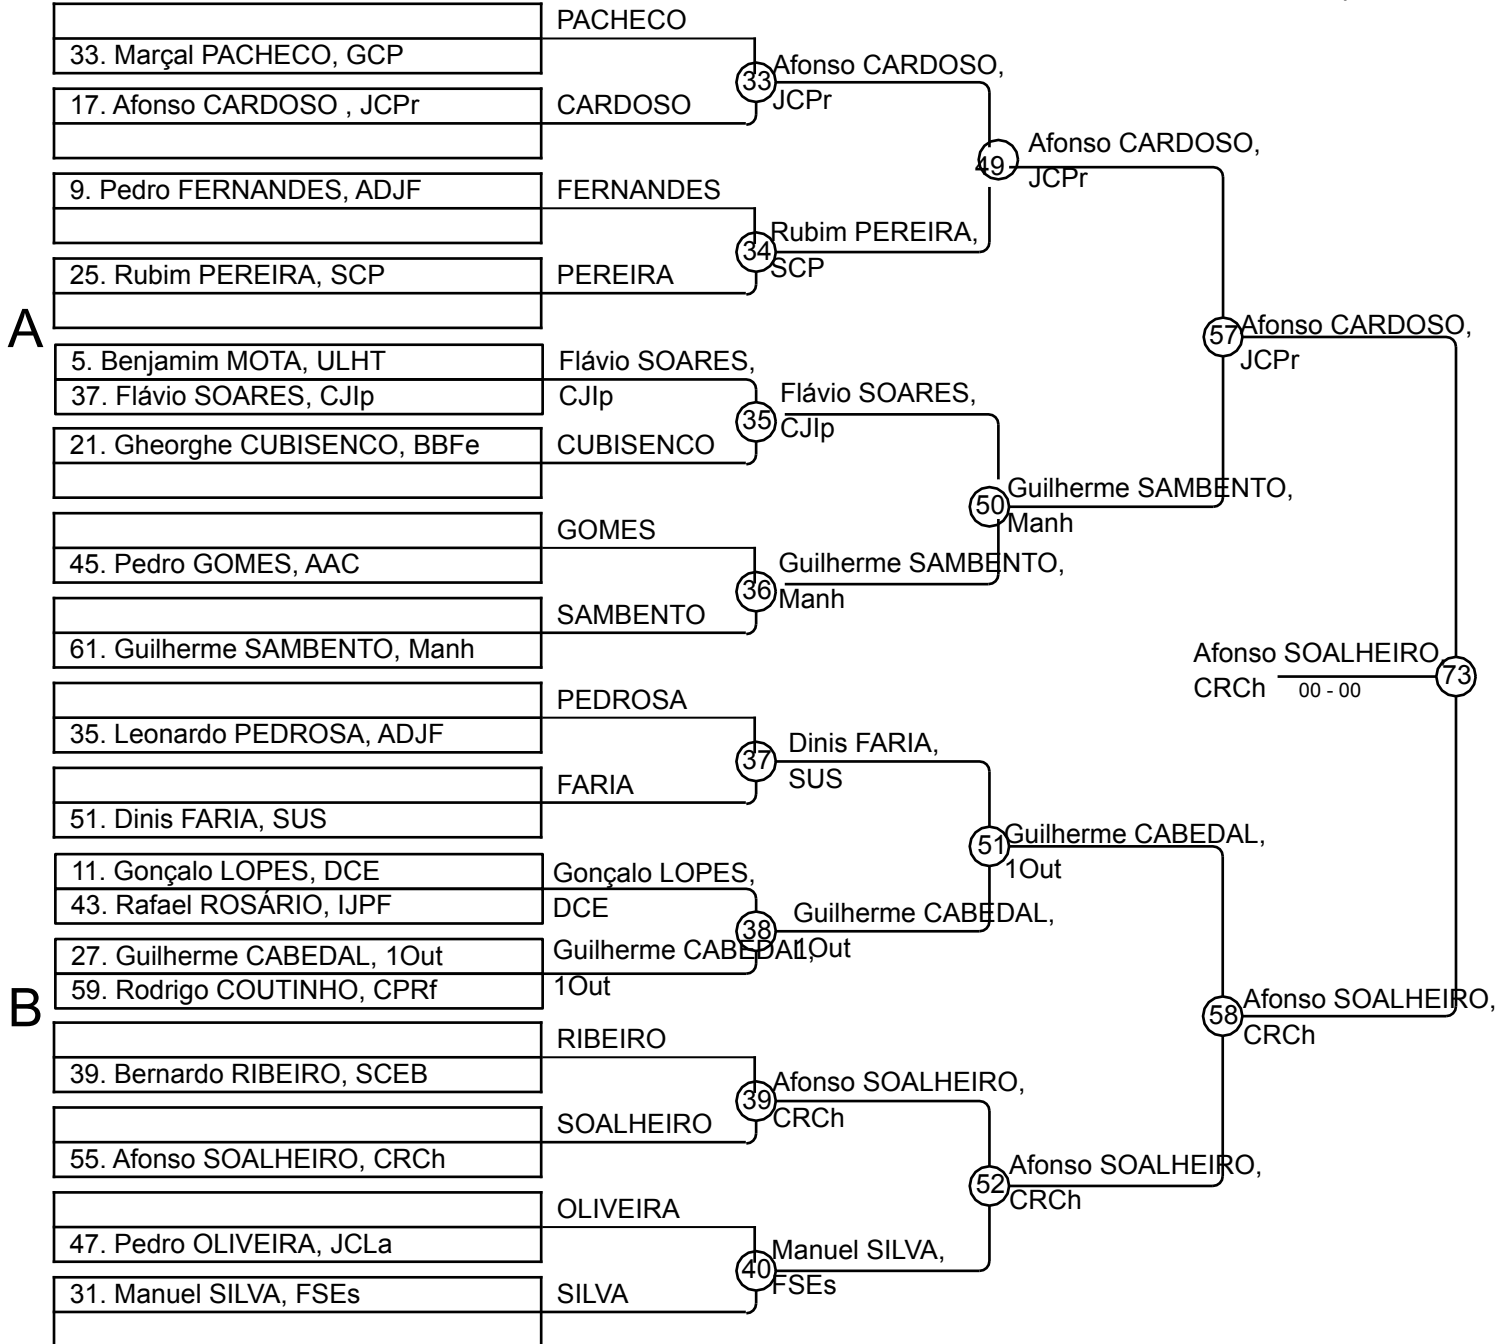 PACHECO
33. Marçal PACHECO, GCP
33
Afonso CARDOSO,
JCPr
17. Afonso CARDOSO , JCPr
CARDOSO
49
Afonso CARDOSO,
JCPr
9. Pedro FERNANDES, ADJF
FERNANDES
34
Rubim PEREIRA,
SCP
25. Rubim PEREIRA, SCP
PEREIRA
A
57
Afonso CARDOSO,
JCPr
5. Benjamim MOTA, ULHT
37. Flávio SOARES, CJIp
Flávio SOARES,
CJIp
35
Flávio SOARES,
CJIp
21. Gheorghe CUBISENCO, BBFe
CUBISENCO
50
Guilherme SAMBENTO,
Manh
GOMES
45. Pedro GOMES, AAC
36
Guilherme SAMBENTO,
Manh
SAMBENTO
61. Guilherme SAMBENTO, Manh
Afonso SOALHEIRO,
CRCh
00 - 00
73
PEDROSA
35. Leonardo PEDROSA, ADJF
37
Dinis FARIA,
SUS
FARIA
51. Dinis FARIA, SUS
51
Guilherme CABEDAL,
1Out
11. Gonçalo LOPES, DCE
43. Rafael ROSÁRIO, IJPF
Gonçalo LOPES,
DCE
38
Guilherme CABEDAL,
1Out
27. Guilherme CABEDAL, 1Out
59. Rodrigo COUTINHO, CPRf
Guilherme CABEDAL,
1Out
B
58
Afonso SOALHEIRO,
CRCh
RIBEIRO
39. Bernardo RIBEIRO, SCEB
39
Afonso SOALHEIRO,
CRCh
SOALHEIRO
55. Afonso SOALHEIRO, CRCh
52
Afonso SOALHEIRO,
CRCh
OLIVEIRA
47. Pedro OLIVEIRA, JCLa
40
Manuel SILVA,
FSEs
31. Manuel SILVA, FSEs
SILVA